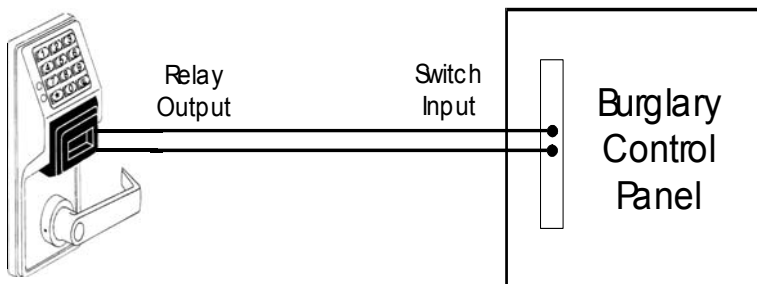 Relay
Output
Switch
Input
Burglary
Control
Panel